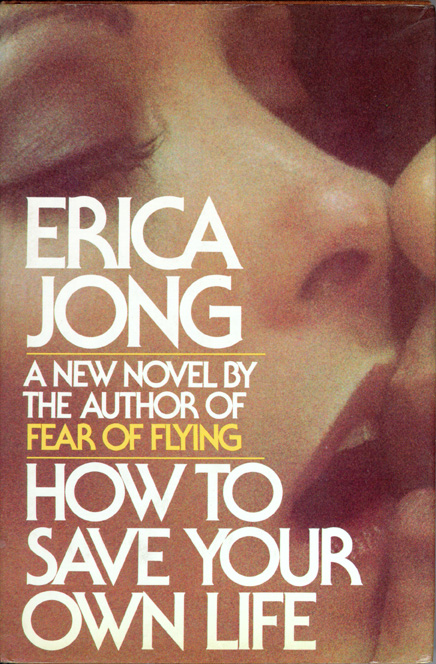 ERICA
JONG
A NEW NOVEL BY
THE AUTHOR OF
FEAR OF FLYING
HOW TO
SAVE YOUR
OWN LIFE